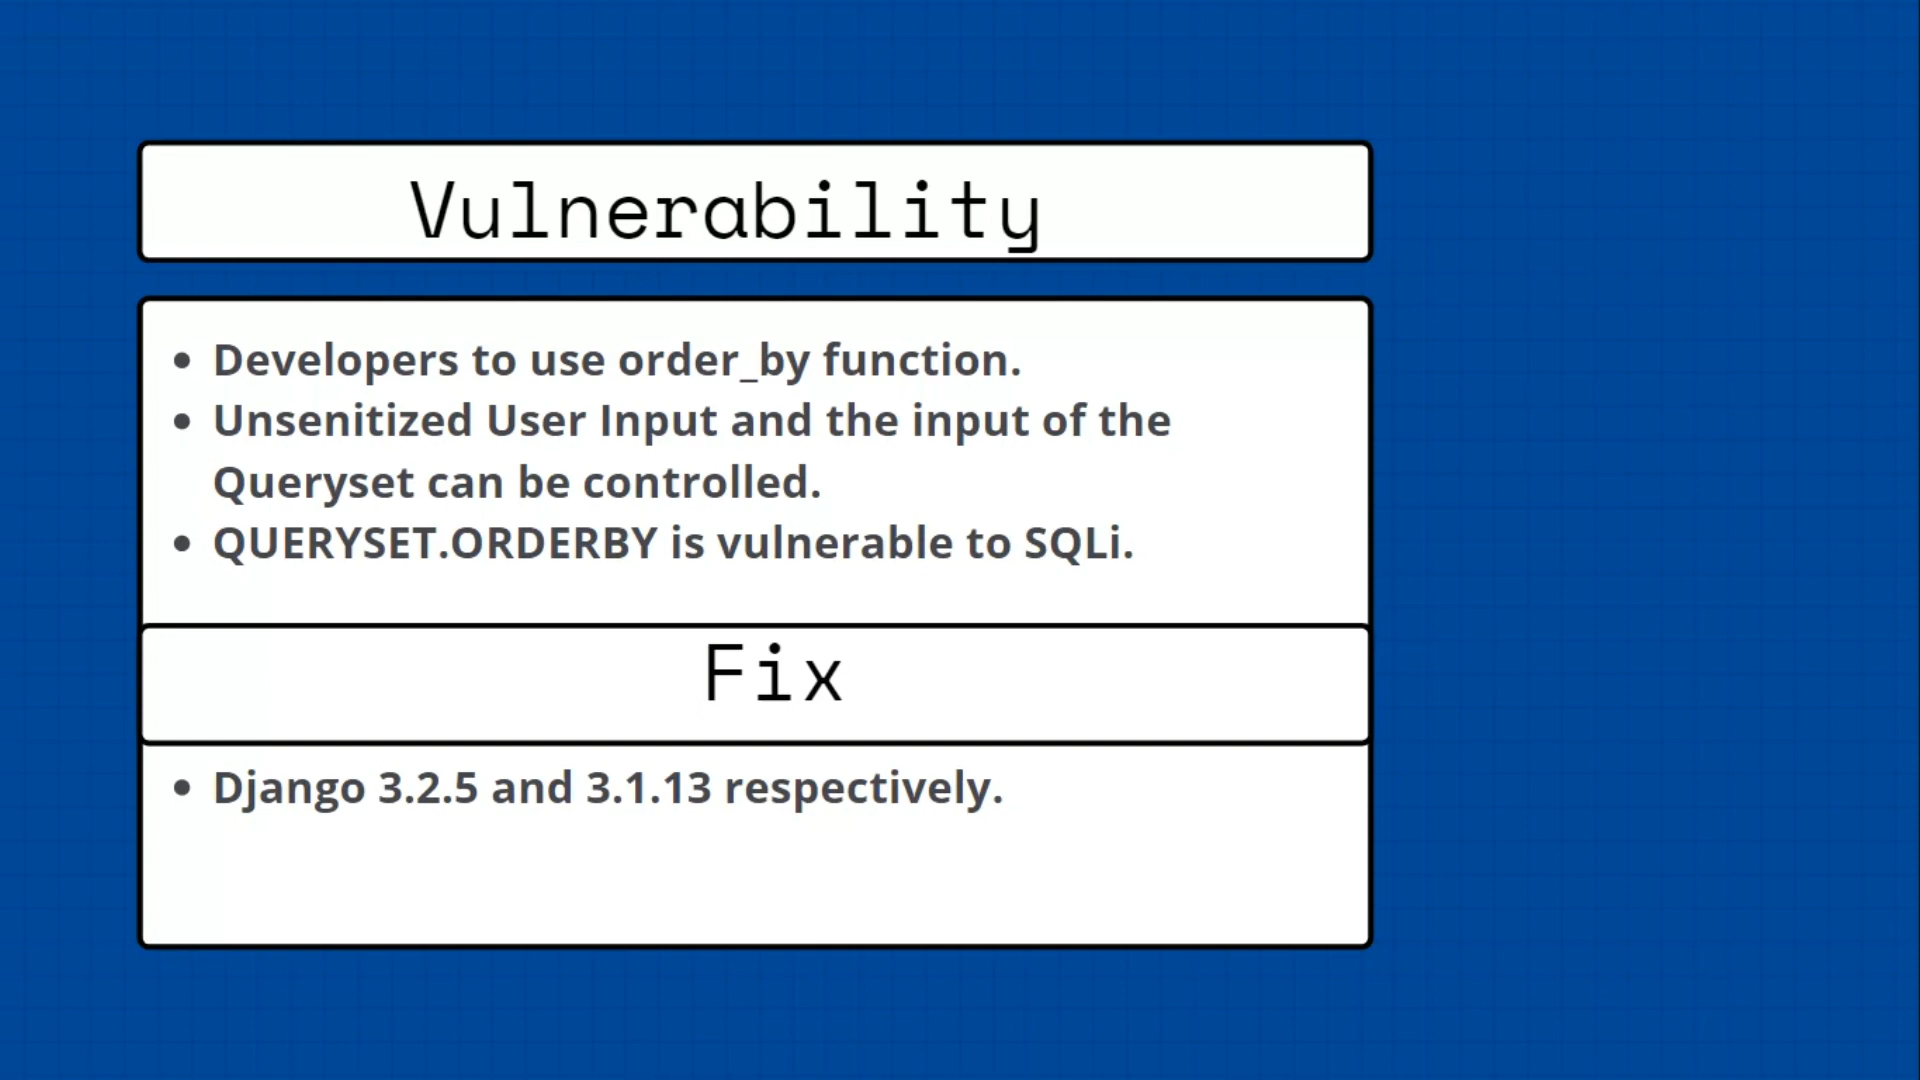 Vulnerability
• Developers to use order_by function.
• Unsenitized User Input and the input of the
Queryset can be controlled.
• QUERYSET.ORDERBY is vulnerable to SQLi.
Fix
• Django 3.2.5 and 3.1.13 respectively.